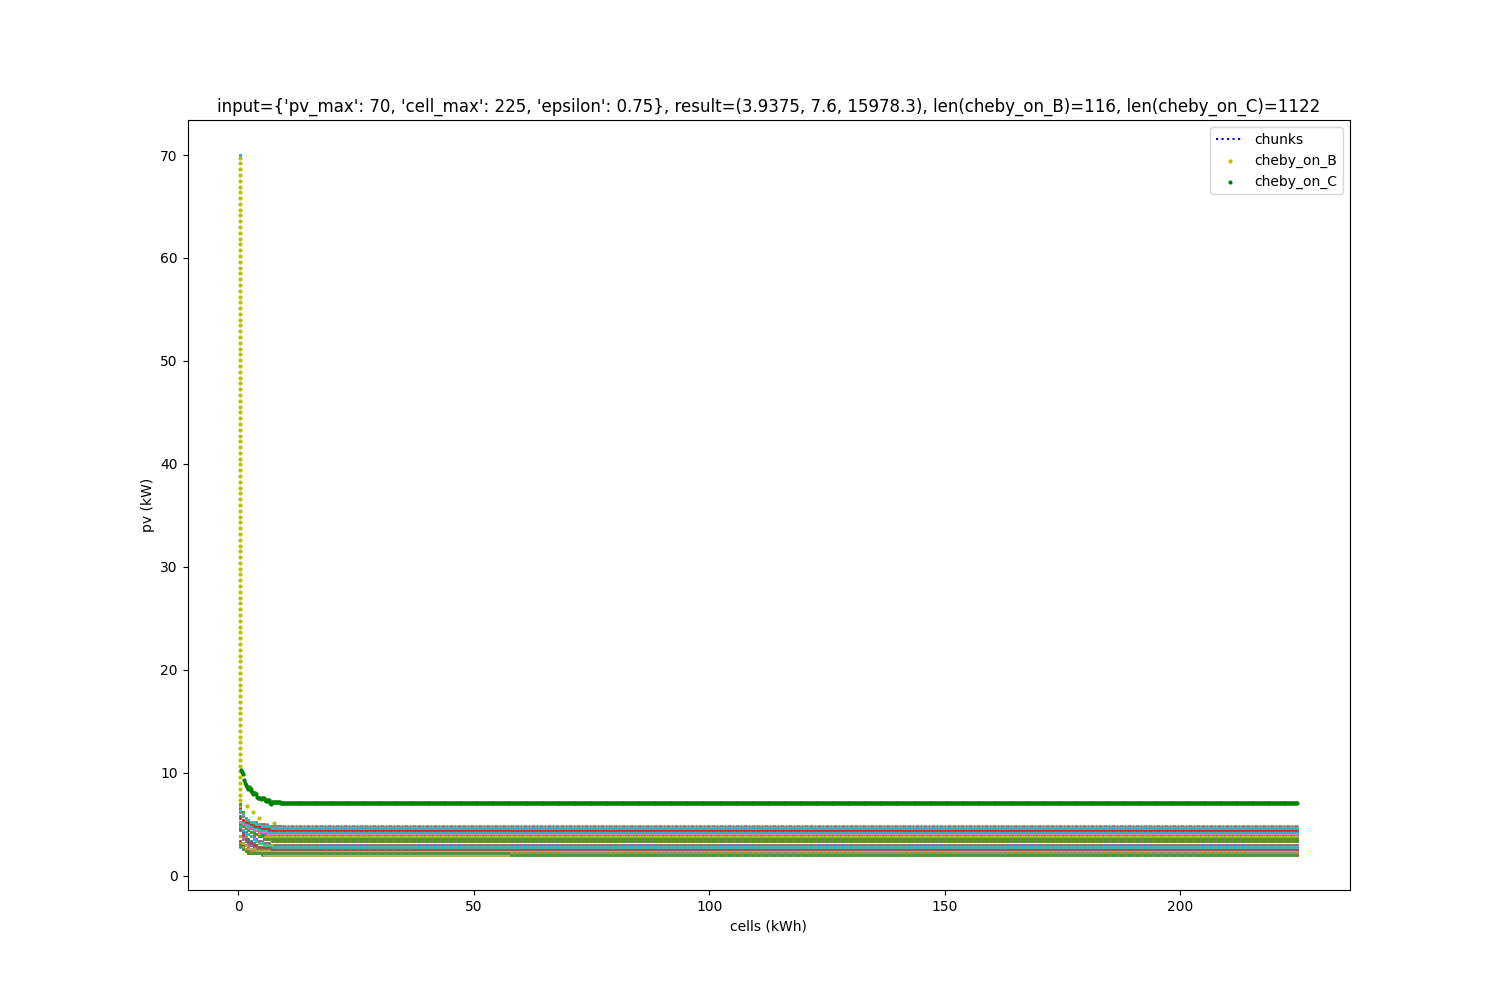 input={'pv_max': 70, 'cell_max': 225, 'epsilon': 0.75}, result=(3.9375, 7.6, 15978.3), len(cheby_on_B)=116, len(cheby_on_C)=1122
chunks
cheby_on_B
cheby_on_C
70
60
50
40
30
20
10
0
pv (kW)
0 50 100 150 200
cells (kWh)